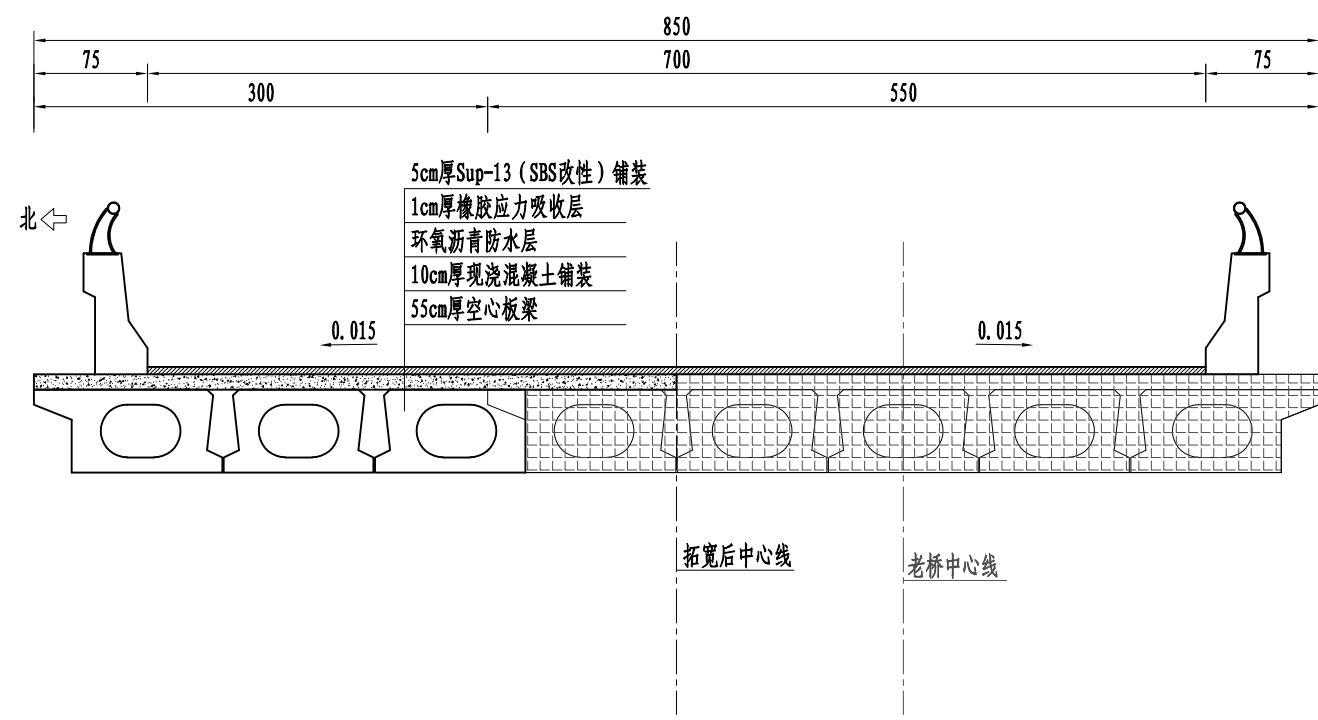 850
75 700 75
300 550
5cm厚Sup-13(SBS改性)铺装
1cm厚橡胶应力吸收层
环氧沥青防水层
10cm厚现浇混凝土铺装
55cm厚空心板梁
北
0.015 0.015
拓宽后中心线
老桥中心线